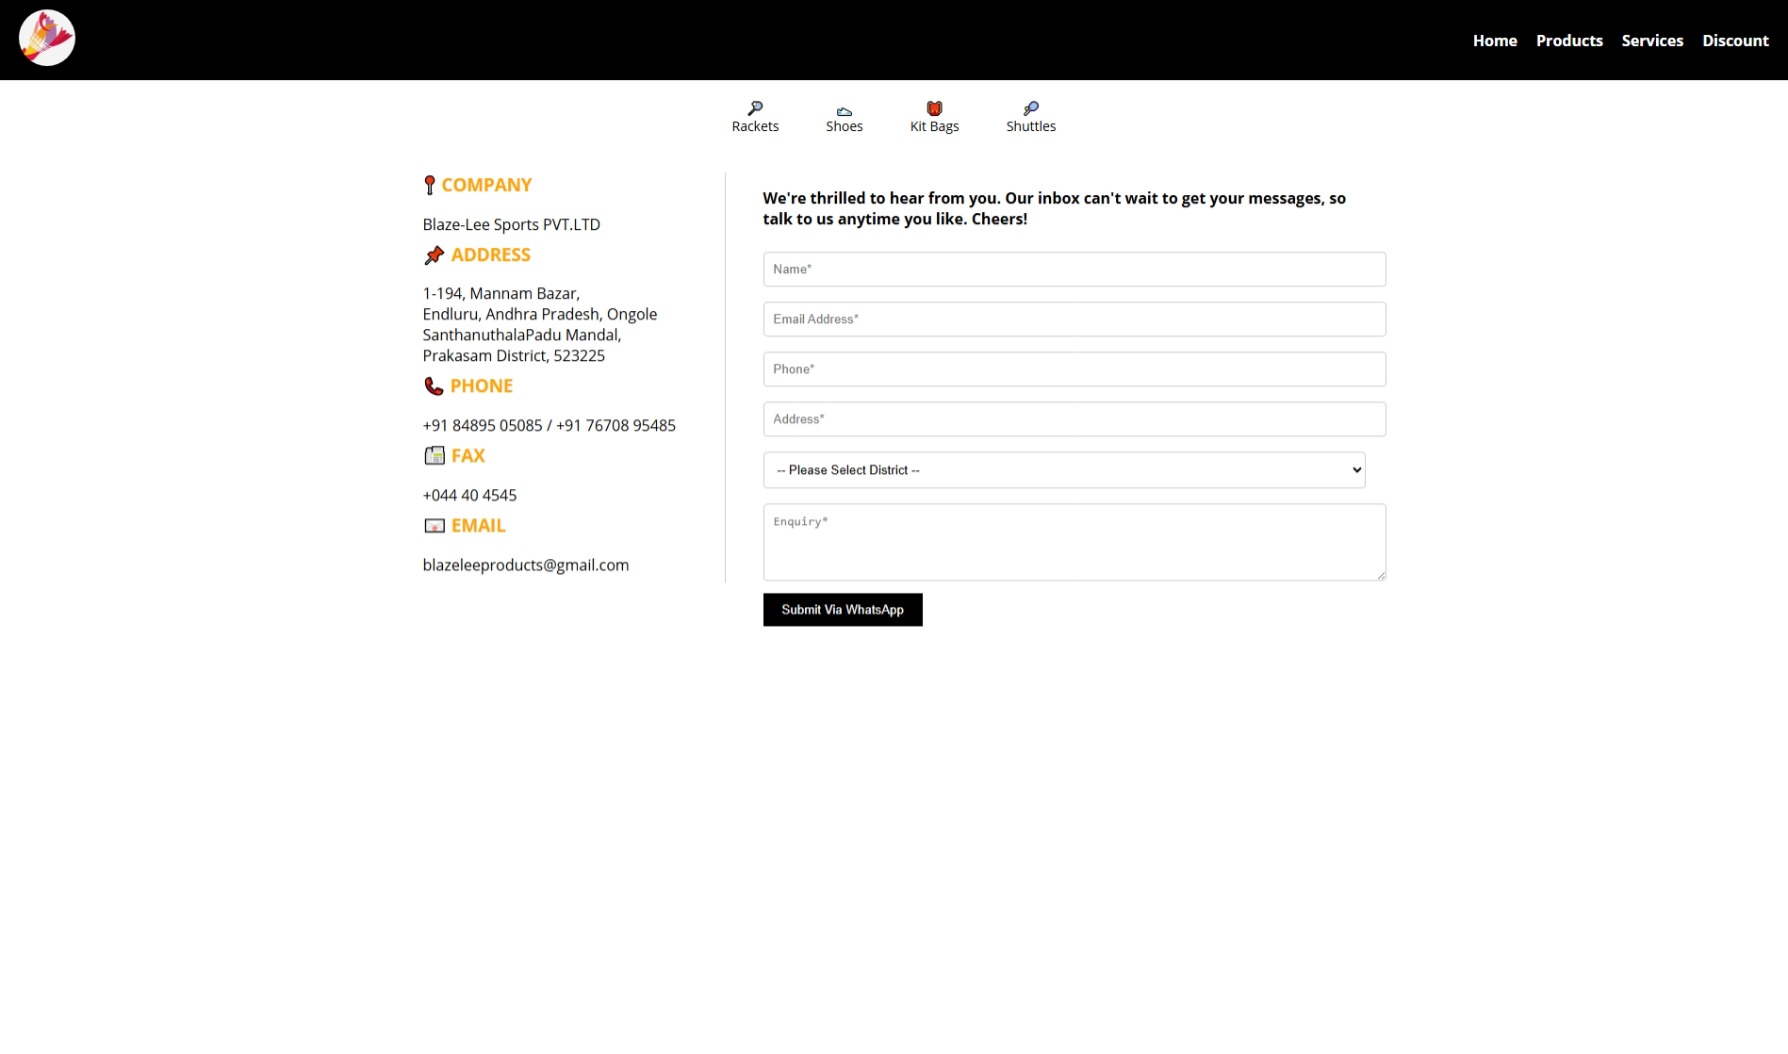 Home Products Services Discount
Rackets Shoes Kit Bags Shuttles
COMPANY
Blaze-Lee Sports PVT.LTD
ADDRESS
1-194, Mannam Bazar,
Endluru, Andhra Pradesh, Ongole
SanthanuthalaPadu Mandal,
Prakasam District, 523225
PHONE
+91 84895 05085 / +91 76708 95485
FAX
+044 40 4545
EMAIL
blazeleeproducts@gmail.com
We're thrilled to hear from you. Our inbox can't wait to get your messages, so
talk to us anytime you like. Cheers!
Name*
Email Address*
Phone*
Address*
-- Please Select District --
Enquiry*
Submit Via WhatsApp